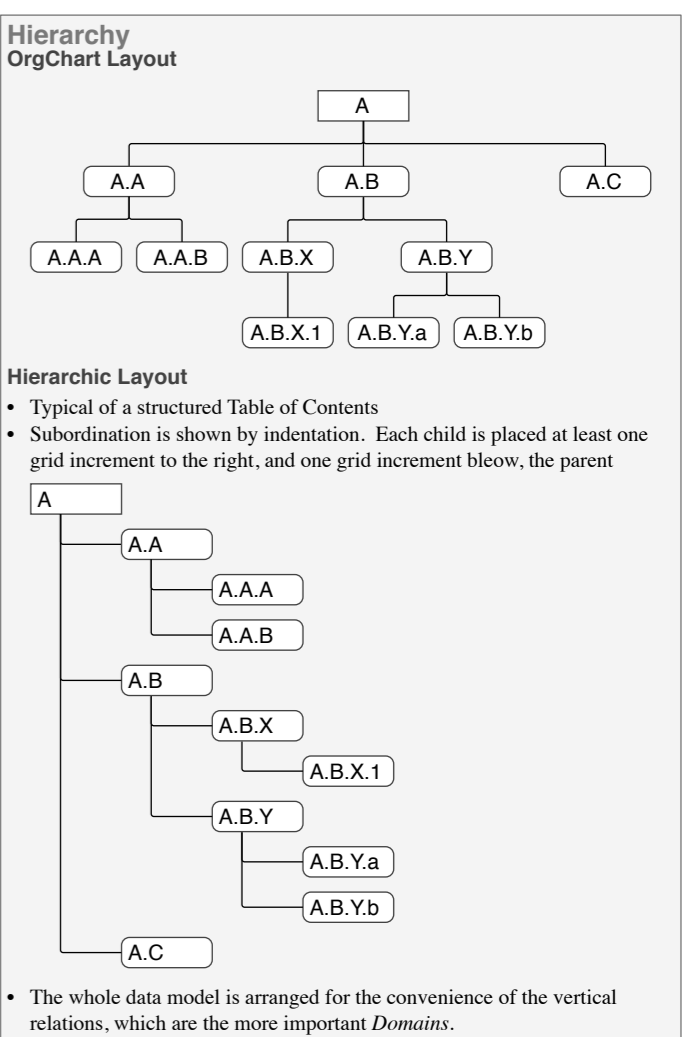 Hierarchy
OrgChart Layout
A
A.A
A.B
A.C
A.A.A
A.A.B
A.B.X
A.B.Y
A.B.X.1
A.B.Y.a
A.B.Y.b
Hierarchic Layout
• Typical of a structured Table of Contents
• Subordination is shown by indentation.  Each child is placed at least one
grid increment to the right, and one grid increment bleow, the parent
A
A.A
A.A.A
A.A.B
A.B
A.B.X
A.B.X.1
A.B.Y
A.B.Y.a
A.B.Y.b
A.C
• The whole data model is arranged for the convenience of the vertical
relations, which are the more important Domains.